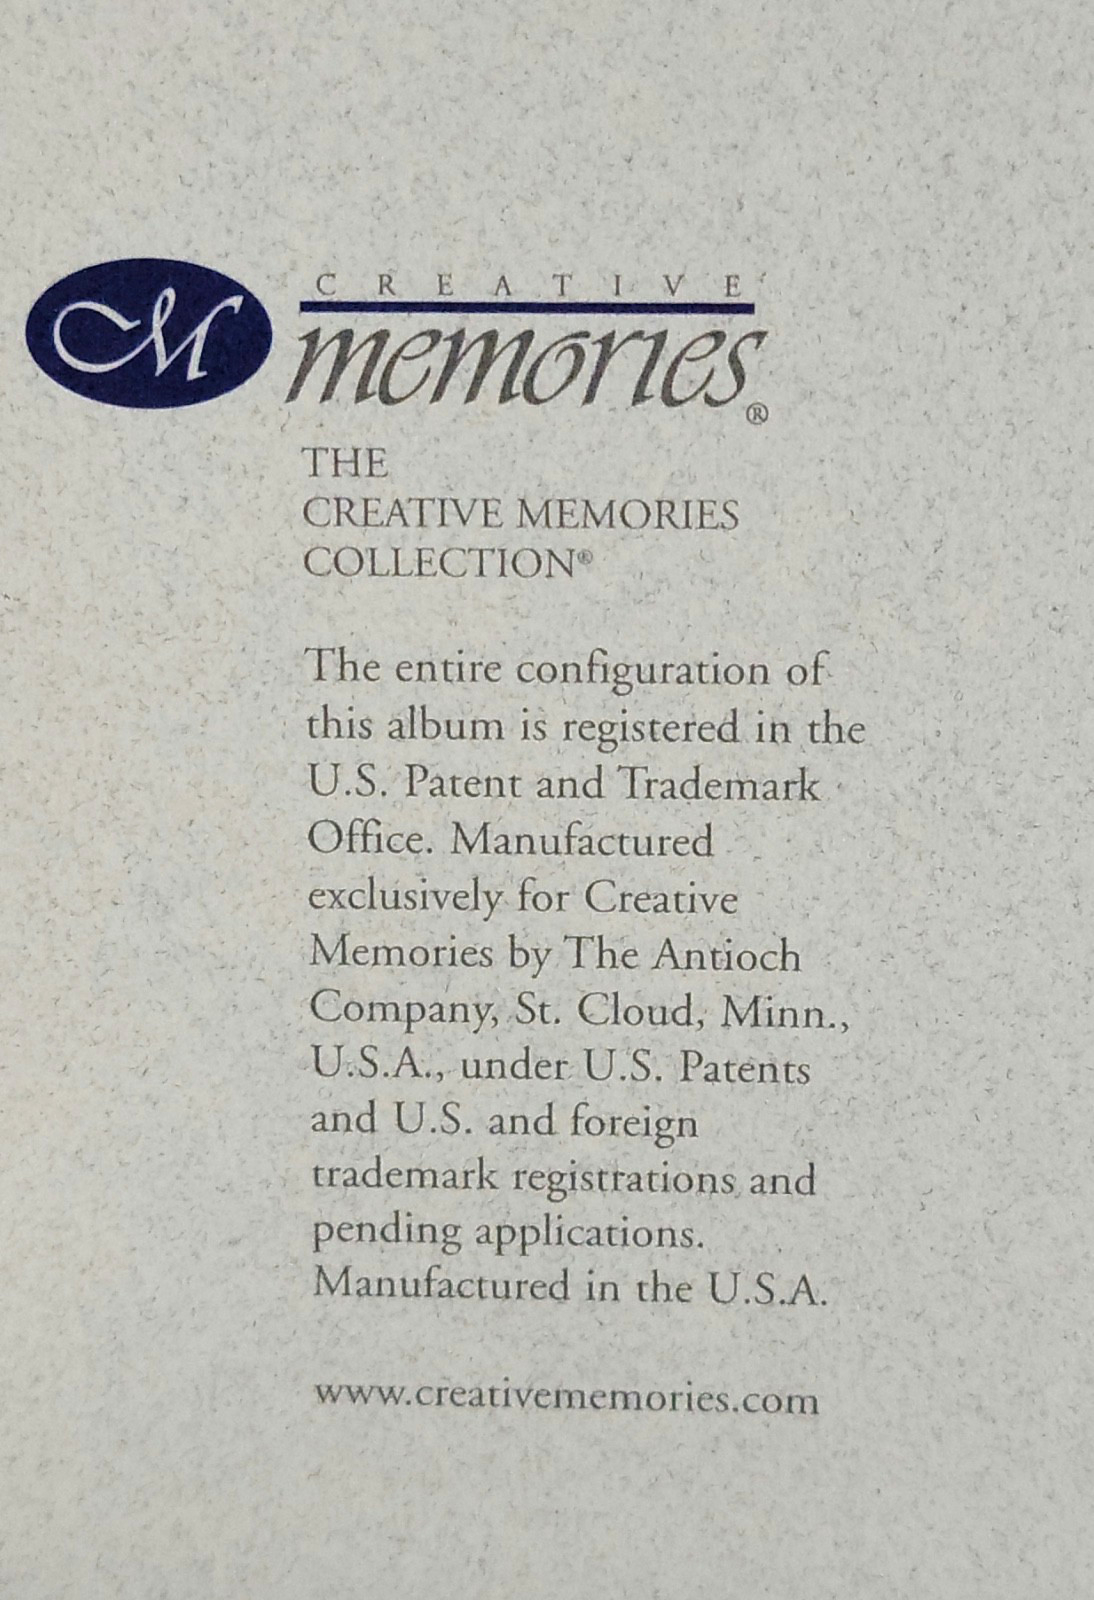 M
CREATIVE
memories®
THE
CREATIVE MEMORIES
COLLECTION®
The entire configuration of
this album is registered in the
U.S. Patent and Trademark
Office. Manufactured
exclusively for Creative
Memories by The Antioch
Company, St. Cloud, Minn.,
U.S.A., under U.S. Patents
and U.S. and foreign
trademark registrations and
pending applications.
Manufactured in the U.S.A.
www.creativememories.com